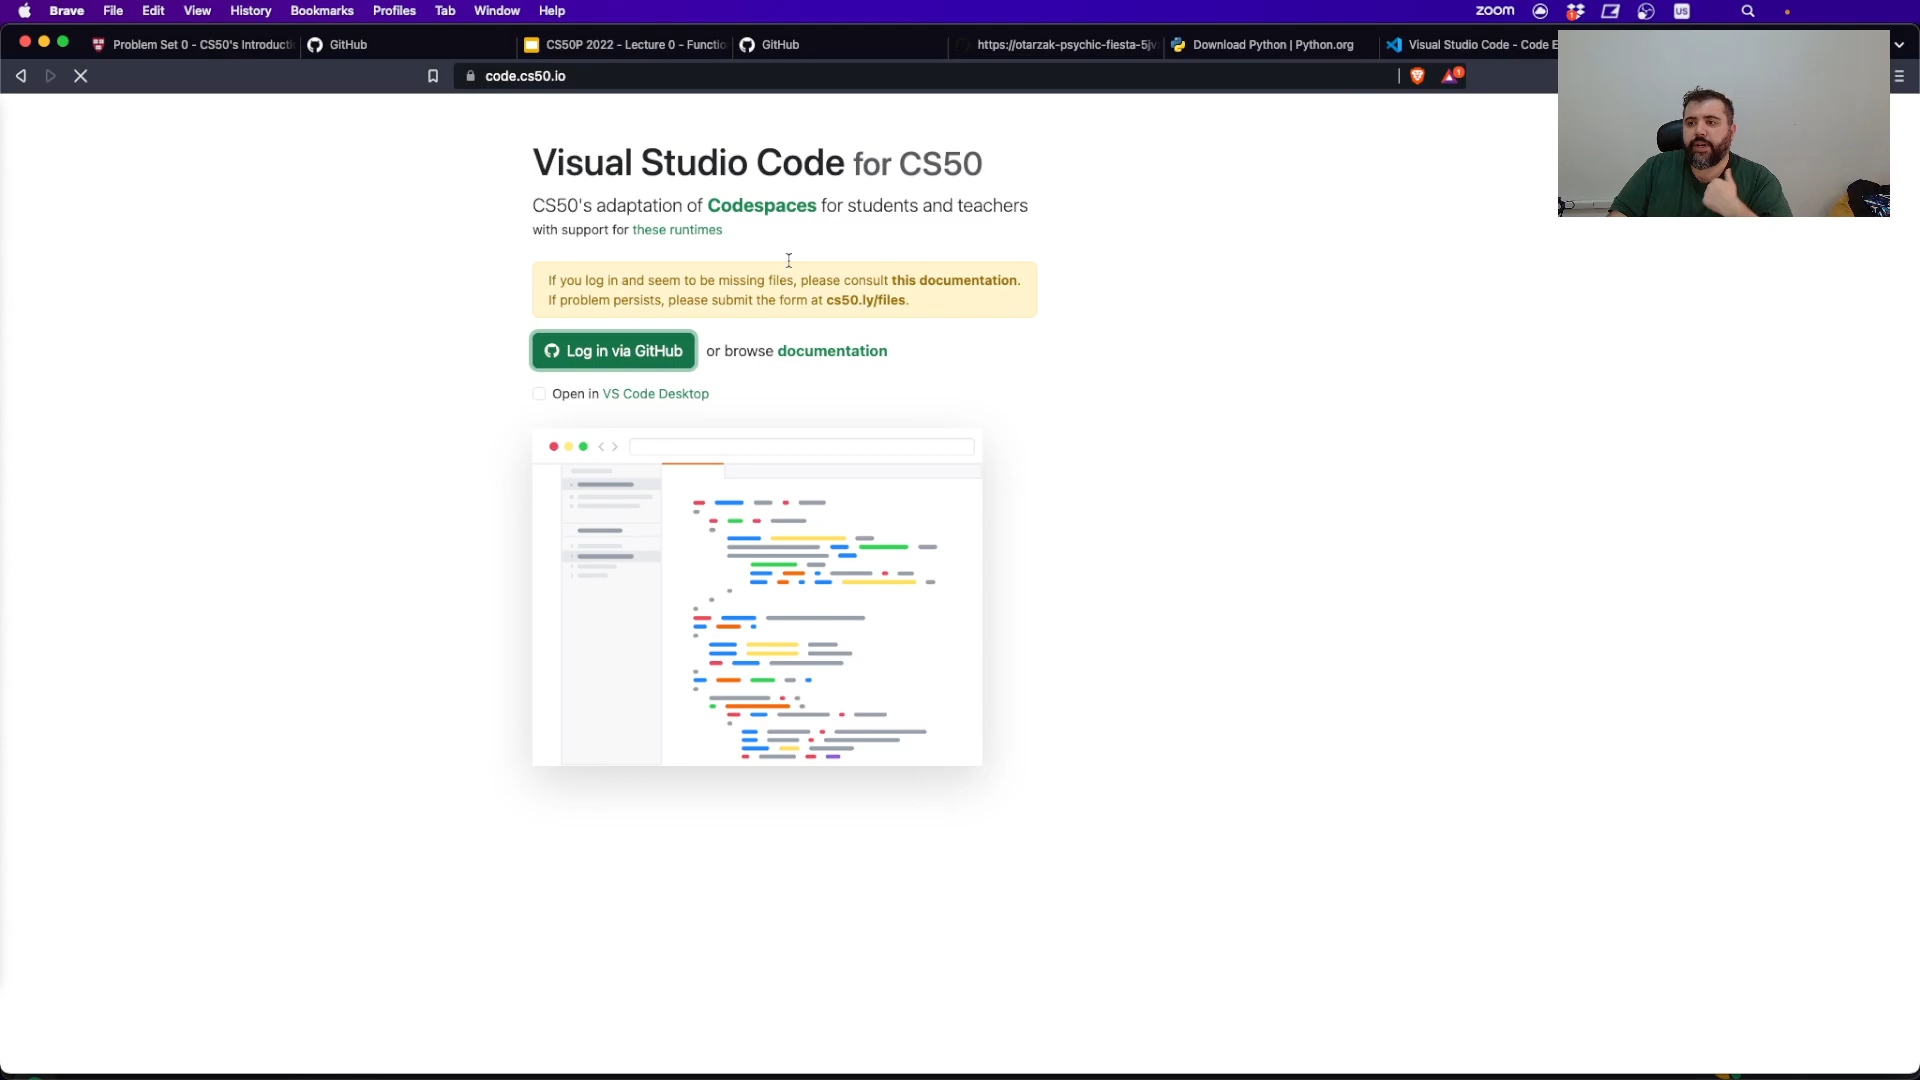 Brave File Edit View History Bookmarks Profiles Tab Window Help
zoom US
Problem Set 0 - CS50's Introducti
GitHub
CS50P 2022 - Lecture 0 - Functio
GitHub
https://otarzak-psychic-fiesta-5jv
Download Python | Python.org
Visual Studio Code - Code E
code.cs50.io
1
Visual Studio Code for CS50
CS50's adaptation of Codespaces for students and teachers
with support for these runtimes
If you log in and seem to be missing files, please consult this documentation.
If problem persists, please submit the form at cs50.ly/files.
Log in via GitHub or browse documentation
Open in VS Code Desktop